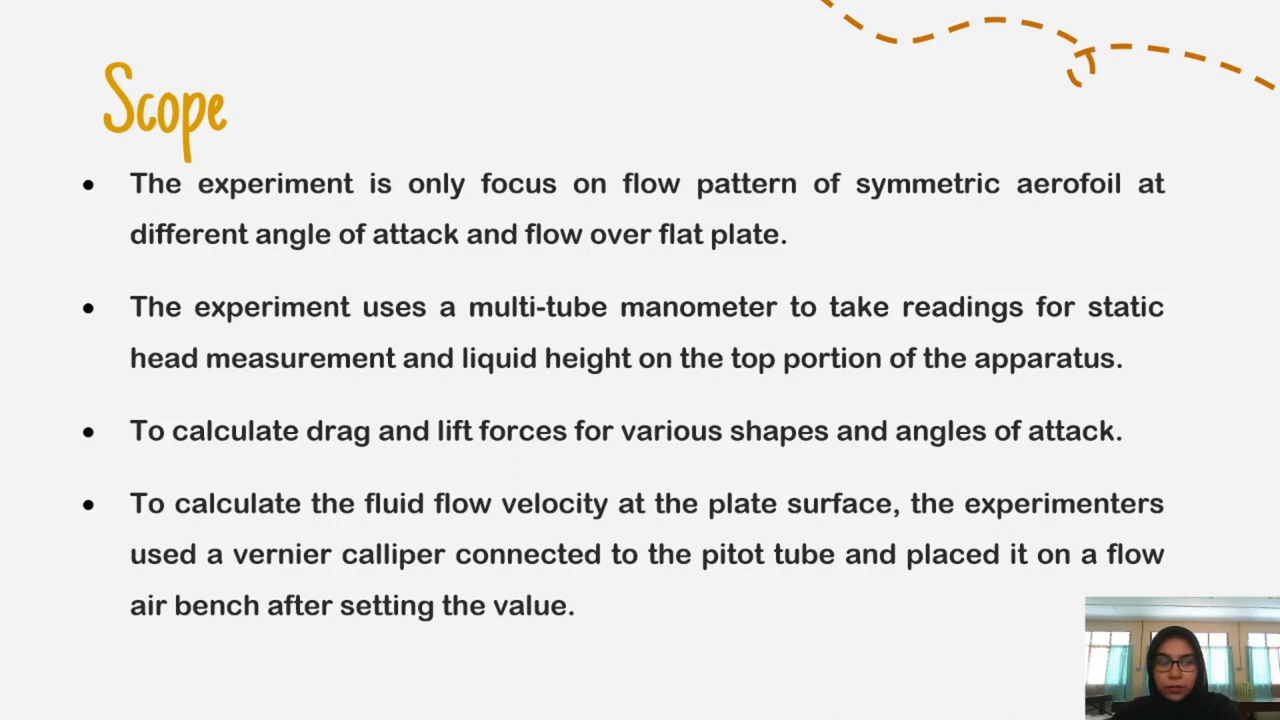 Scope
The experiment is only focus on flow pattern of symmetric aerofoil at
different angle of attack and flow over flat plate.
The experiment uses a multi-tube manometer to take readings for static
head measurement and liquid height on the top portion of the apparatus.
To calculate drag and lift forces for various shapes and angles of attack.
To calculate the fluid flow velocity at the plate surface, the experimenters
used a vernier calliper connected to the pitot tube and placed it on a flow
air bench after setting the value.